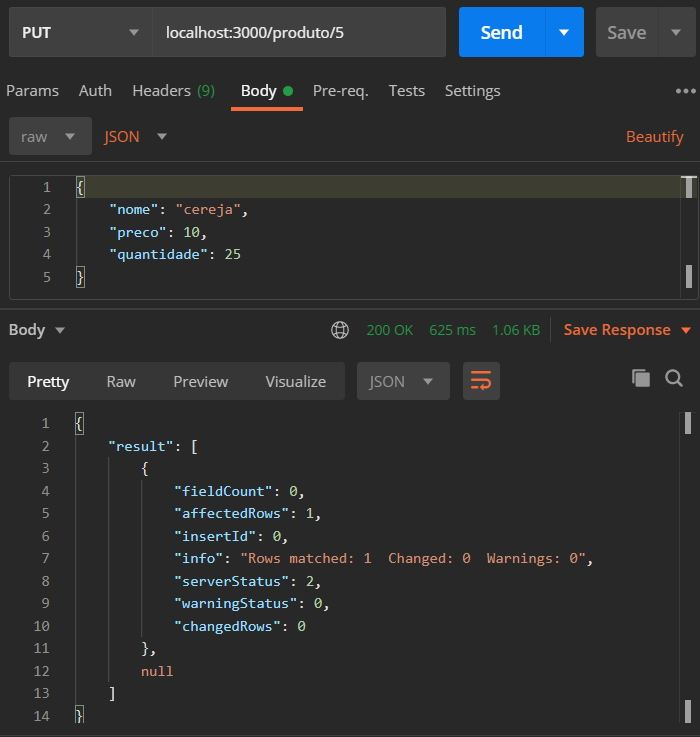 PUT localhost:3000/produto/5 Send Save
Params Auth Headers (9) Body Pre-req. Tests Settings
raw JSON Beautify
1 {
2 "nome": "cereja",
3 "preco": 10,
4 "quantidade": 25
5 }
Body 200 OK 625 ms 1.06 KB Save Response
Pretty Raw Preview Visualize JSON
1 {
2 "result": [
3 {
4 "fieldCount": 0,
5 "affectedRows": 1,
6 "insertId": 0,
7 "info": "Rows matched: 1  Changed: 0  Warnings: 0",
8 "serverStatus": 2,
9 "warningStatus": 0,
10 "changedRows": 0
11 },
12 null
13 ]
14 }